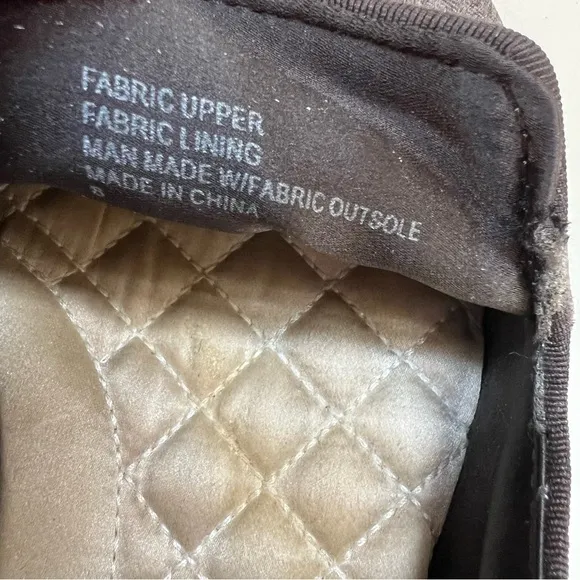 FABRIC UPPER
FABRIC LINING
MAN MADE W/FABRIC OUTSOLE
MADE IN CHINA